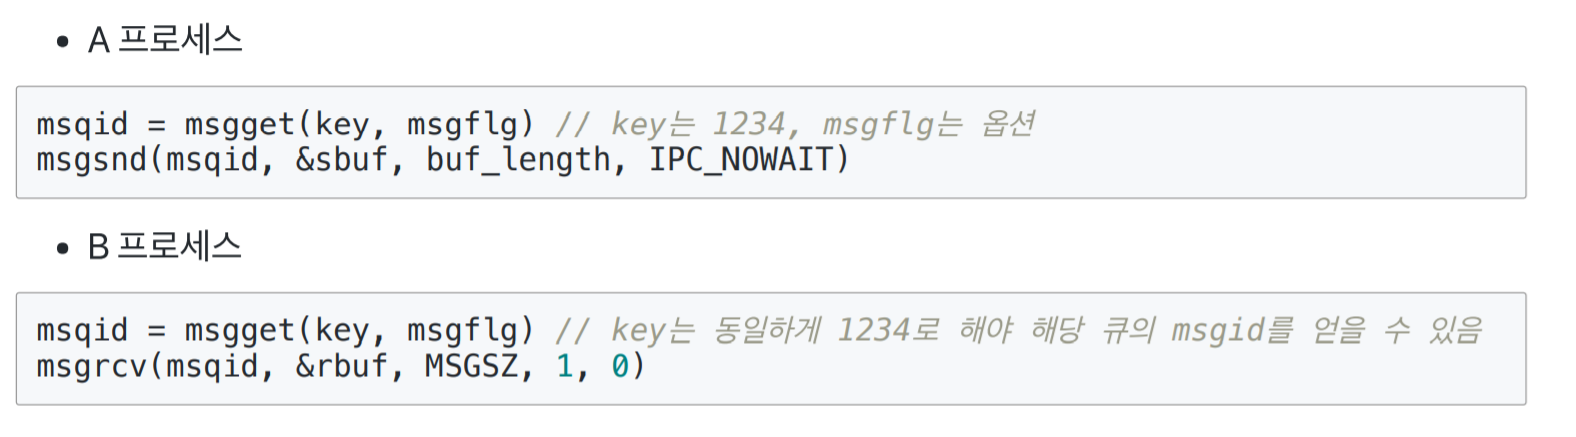 • A 프로세스
msqid = msgget(key, msgflg) // key는 1234, msgflg는 옵션
msgsnd(msqid, &sbuf, buf_length, IPC_NOWAIT)
• B 프로세스
msqid = msgget(key, msgflg) // key는 동일하게 1234로 해야 해당 큐의 msgid를 얻을 수 있음
msgrcv(msqid, &rbuf, MSGSZ, 1, 0)